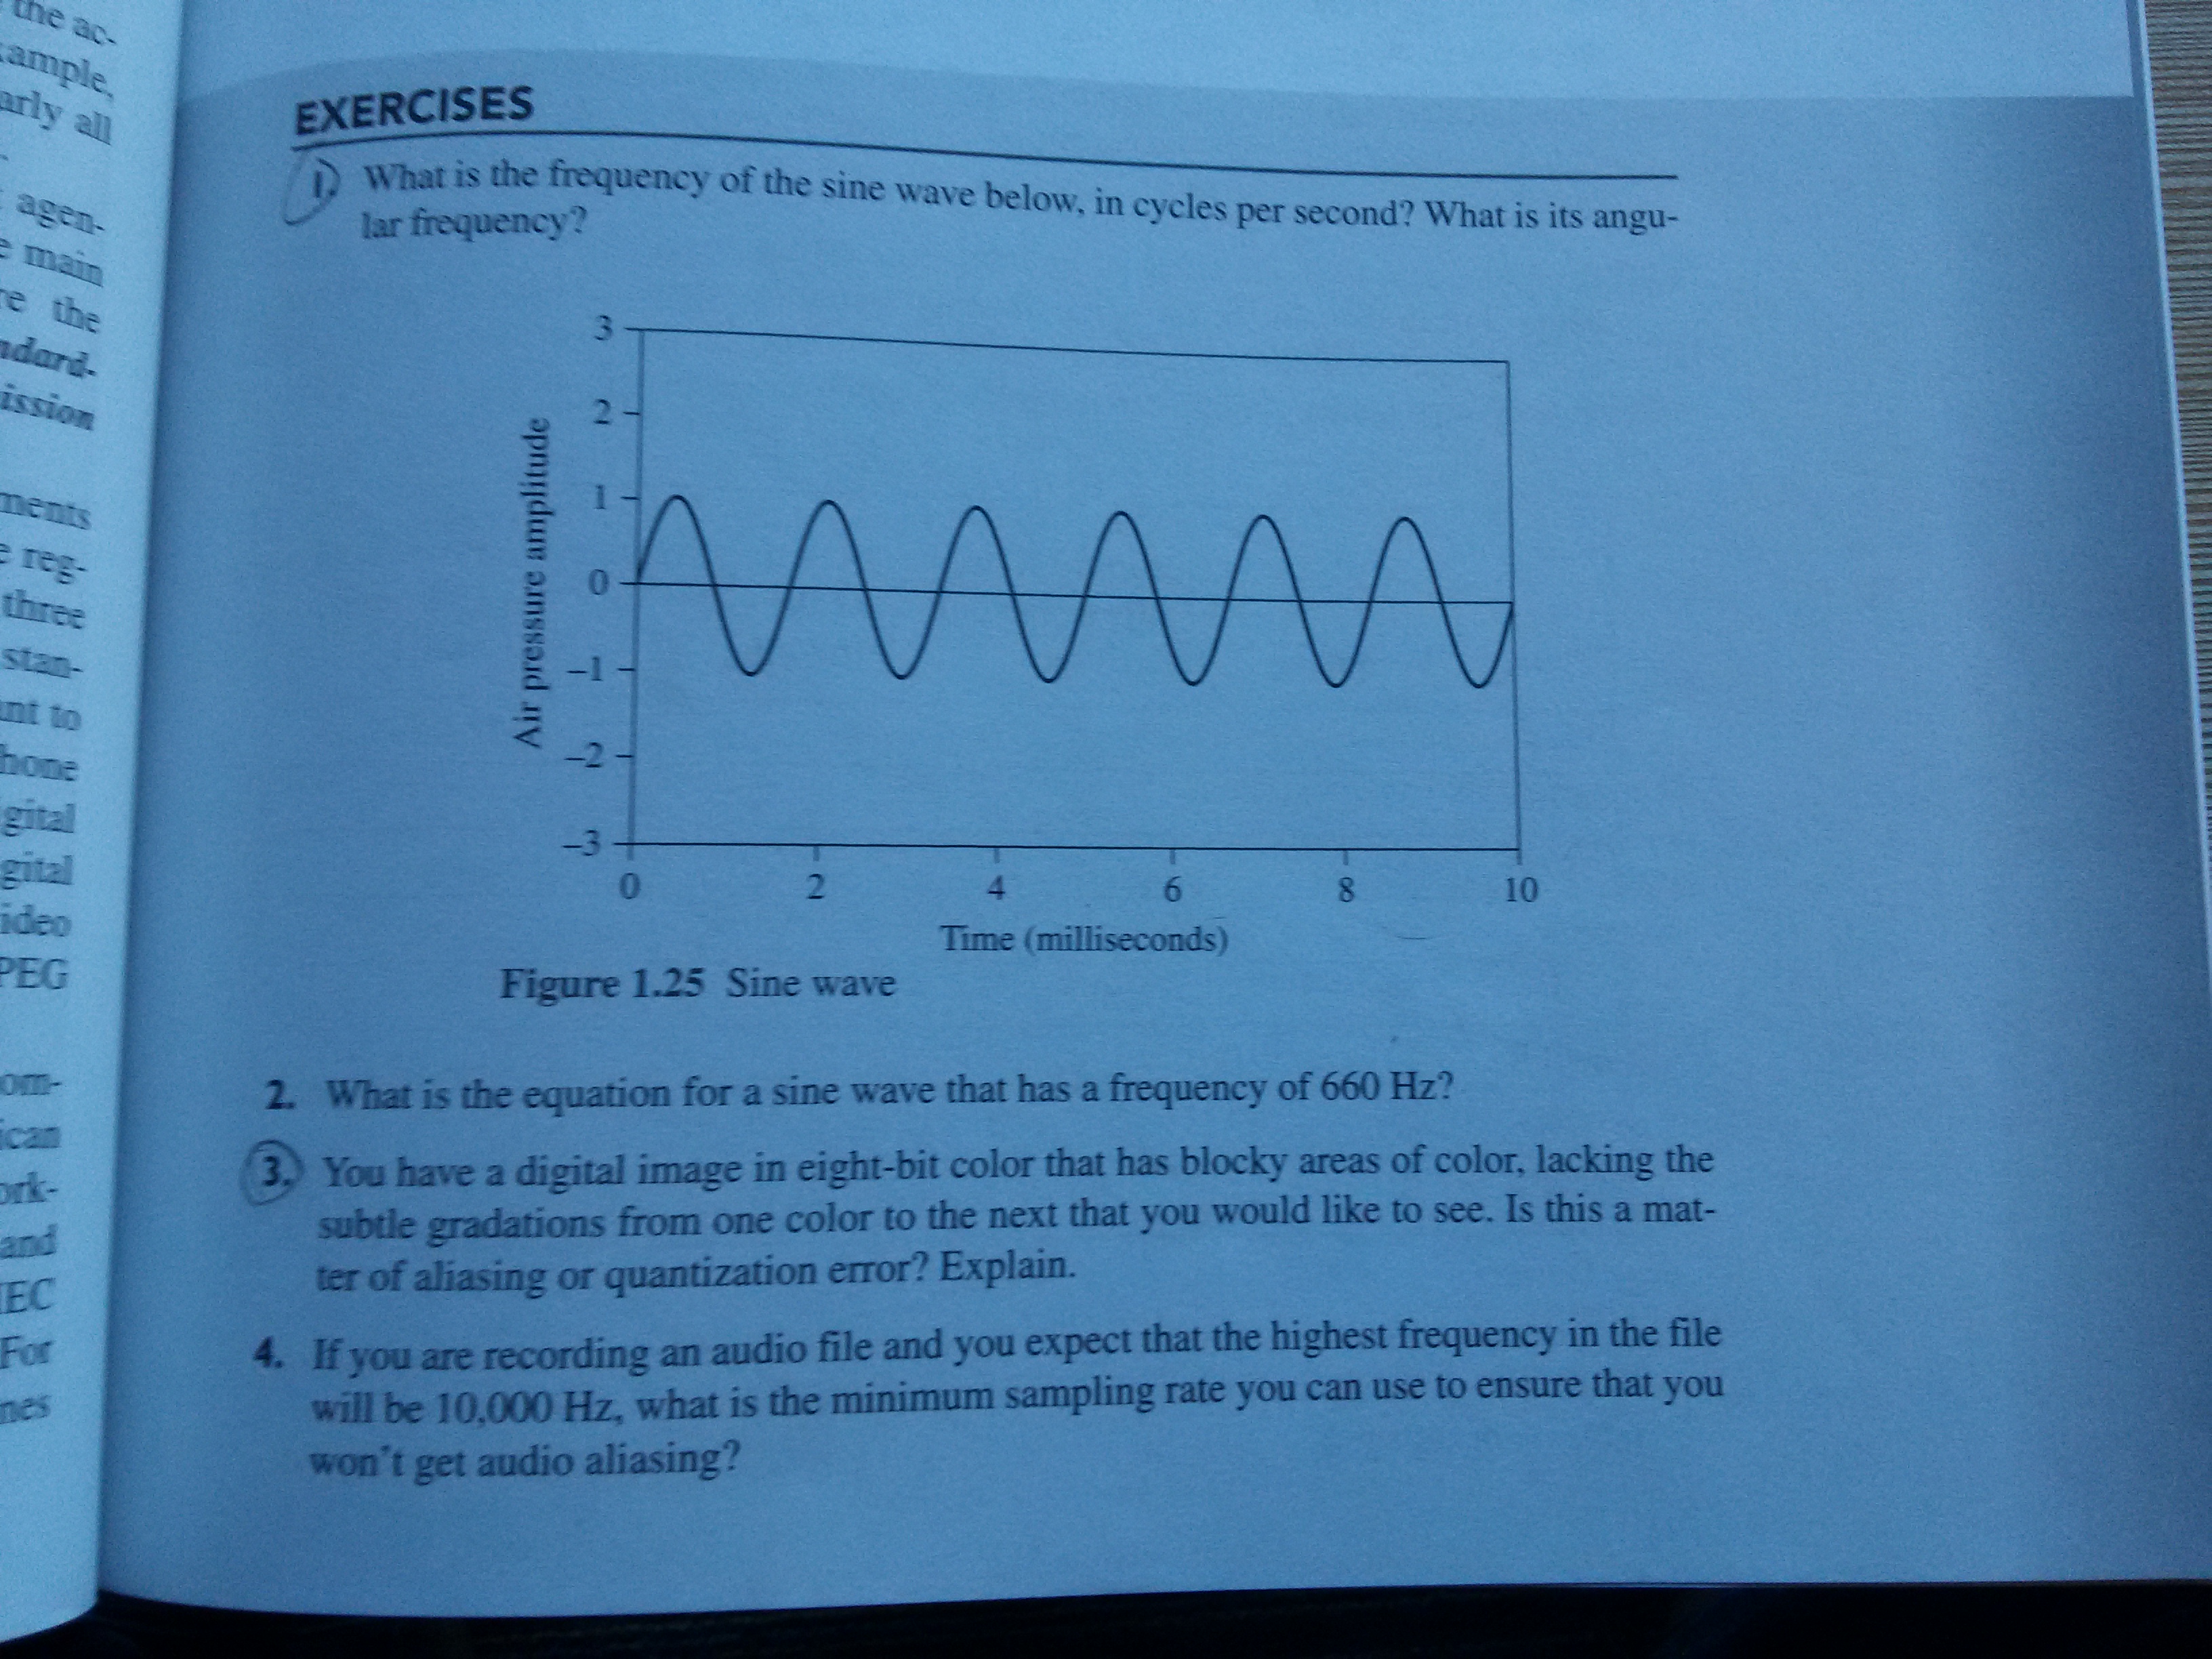 the ac-
ample,
arly all
agen-
main
re the
ndard-
ission
ments
reg-
three
stan-
ant to
hone
gital
gital
ideo
PEG
om-
ican
ork-
and
IEC
For
nes
EXERCISES
1. What is the frequency of the sine wave below, in cycles per second? What is its angu-
lar frequency?
3
2
1
0
–1
–2
–3
Air pressure amplitude
0 2 4 6 8 10
Time (milliseconds)
Figure 1.25 Sine wave
2. What is the equation for a sine wave that has a frequency of 660 Hz?
3. You have a digital image in eight-bit color that has blocky areas of color, lacking the
subtle gradations from one color to the next that you would like to see. Is this a mat-
ter of aliasing or quantization error? Explain.
4. If you are recording an audio file and you expect that the highest frequency in the file
will be 10,000 Hz, what is the minimum sampling rate you can use to ensure that you
won't get audio aliasing?